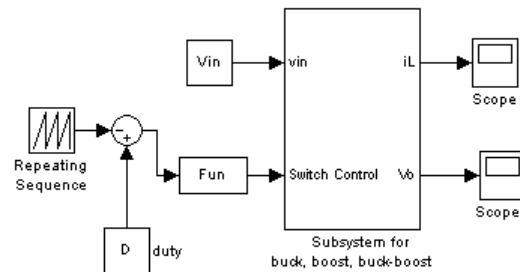 Vin
vin
iL
Scope
Repeating
Sequence
-
+
Fun
Switch Control
Vo
Scope
D
duty
Subsystem for
buck, boost, buck-boost